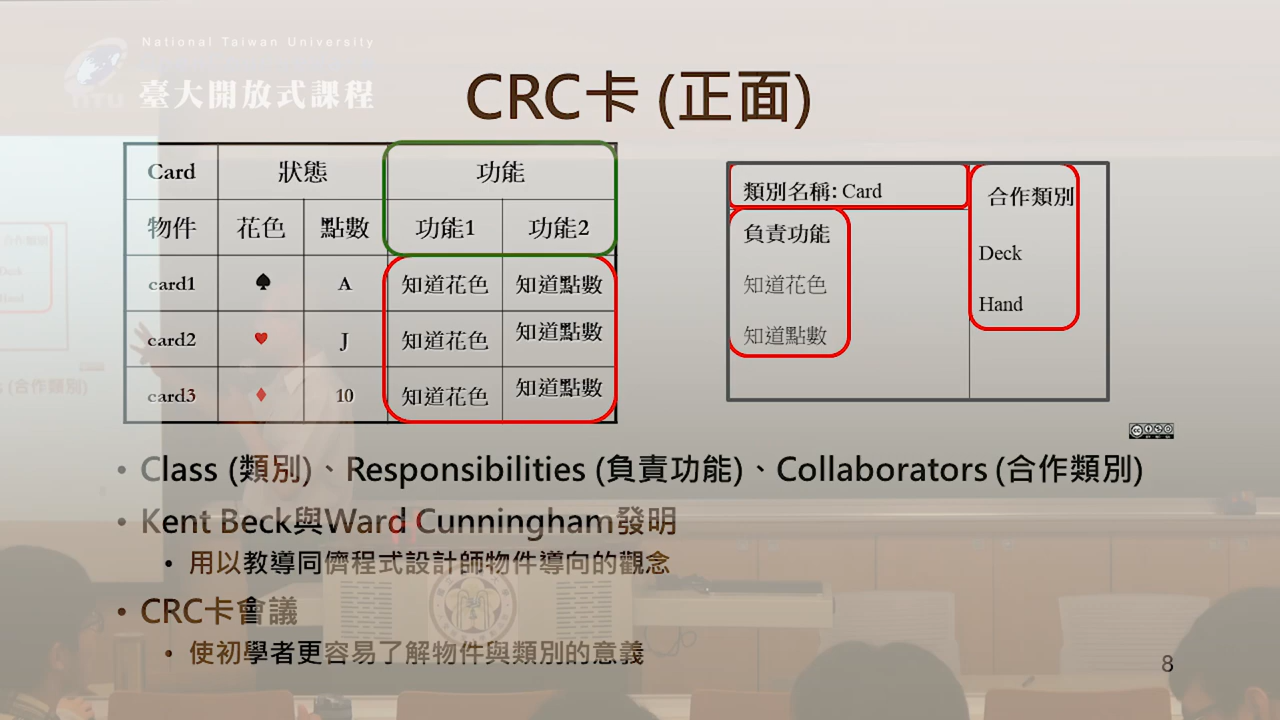 National Taiwan University
臺大開放式課程
CRC卡 (正面)
Card 狀態 功能
物件 花色 點數 功能1 功能2
card1 ♠ A 知道花色 知道點數
card2 ♥ J 知道花色 知道點數
card3 ♦ 10 知道花色 知道點數
類別名稱: Card
合作類別
負責功能
Deck
知道花色
Hand
知道點數
• Class (類別)、Responsibilities (負責功能)、Collaborators (合作類別)
• Kent Beck與Ward Cunningham發明
• 用以教導同儕程式設計師物件導向的觀念
• CRC卡會議
• 使初學者更容易了解物件與類別的意義
8